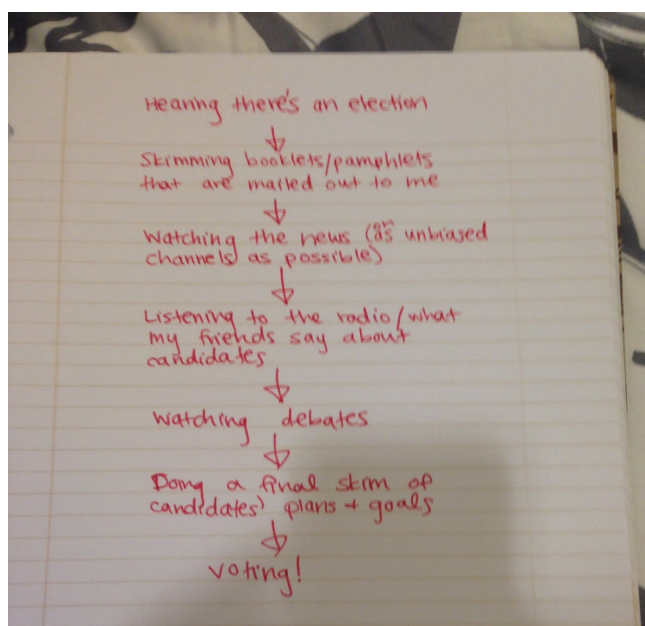 Hearing there's an election
Skimming booklets/pamphlets
that are mailed out to me
Watching the news (on as unbiased
channels as possible)
Listening to the radio/what
my friends say about
candidates
Watching debates
Doing a final skim of
candidates' plans + goals
Voting!